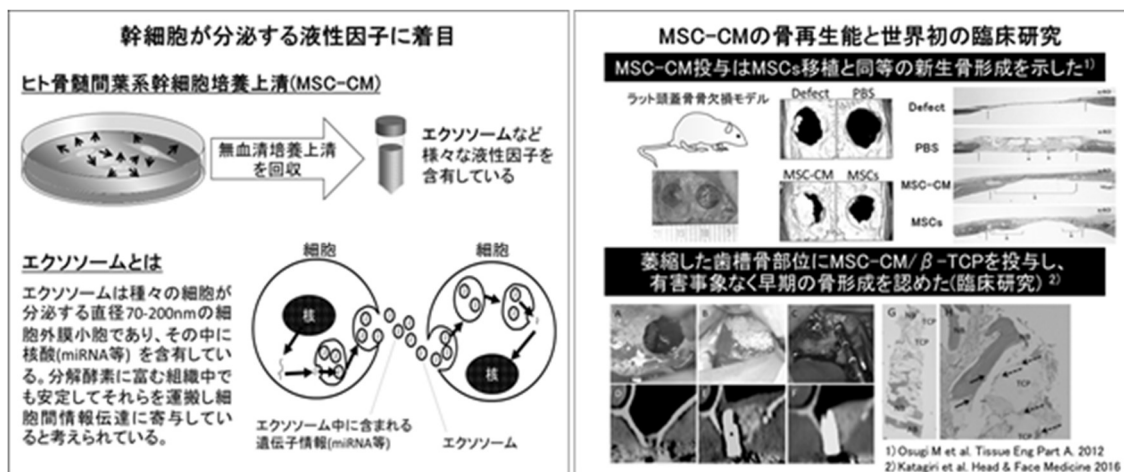 幹細胞が分泌する液性因子に着目
ヒト骨髄間葉系幹細胞培養上清(MSC-CM)
無血清培養上清
を回収
エクソソームなど
様々な液性因子を
含有している
エクソソームとは
エクソソームは種々の細胞が
分泌する直径70-200nmの細
胞外膜小胞であり、その中に
核酸(miRNA等)を含有してい
る。分解酵素に富む組織中で
も安定してそれらを運搬し細
胞間情報伝達に寄与してい
ると考えられている。
細胞
細胞
核
核
エクソソーム中に含まれる
遺伝子情報(miRNA等)
エクソソーム
MSC-CMの骨再生能と世界初の臨床研究
MSC-CM投与はMSCs移植と同等の新生骨形成を示した1)
ラット頭蓋骨骨欠損モデル
Defect
PBS
MSC-CM
MSCs
Defect
PBS
MSC-CM
MSCs
萎縮した歯槽骨部位にMSC-CM/β-TCPを投与し、
有害事象なく早期の骨形成を認めた(臨床研究)2)
A
B
C
G
H
NB
TCP
NB
NB
TCP
TCP
TCP
1) Osugi M et al. Tissue Eng Part A. 2012
2) Katagiri et al. Head & Face Medicine 2016